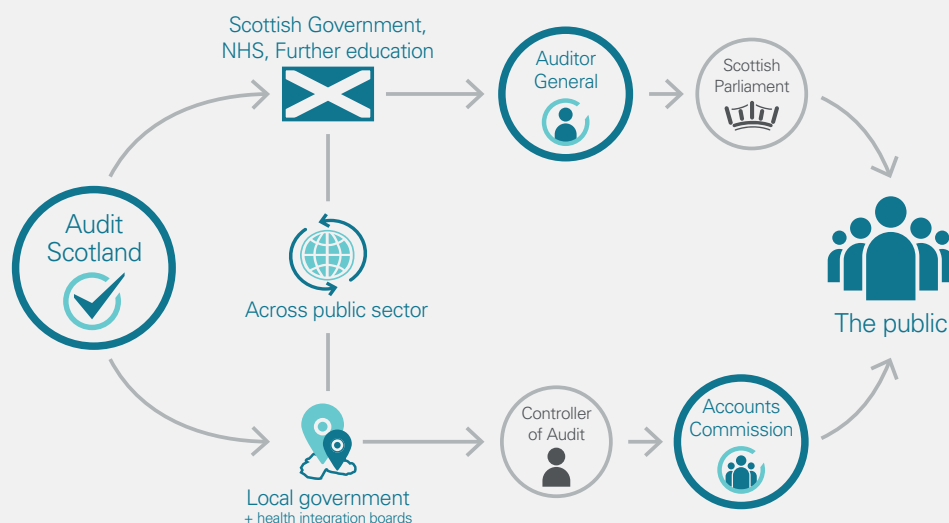 Scottish Government,
NHS, Further education
Auditor
General
Scottish
Parliament
Audit
Scotland
Across public sector
The public
Controller
of Audit
Accounts
Commission
Local government
+ health integration boards